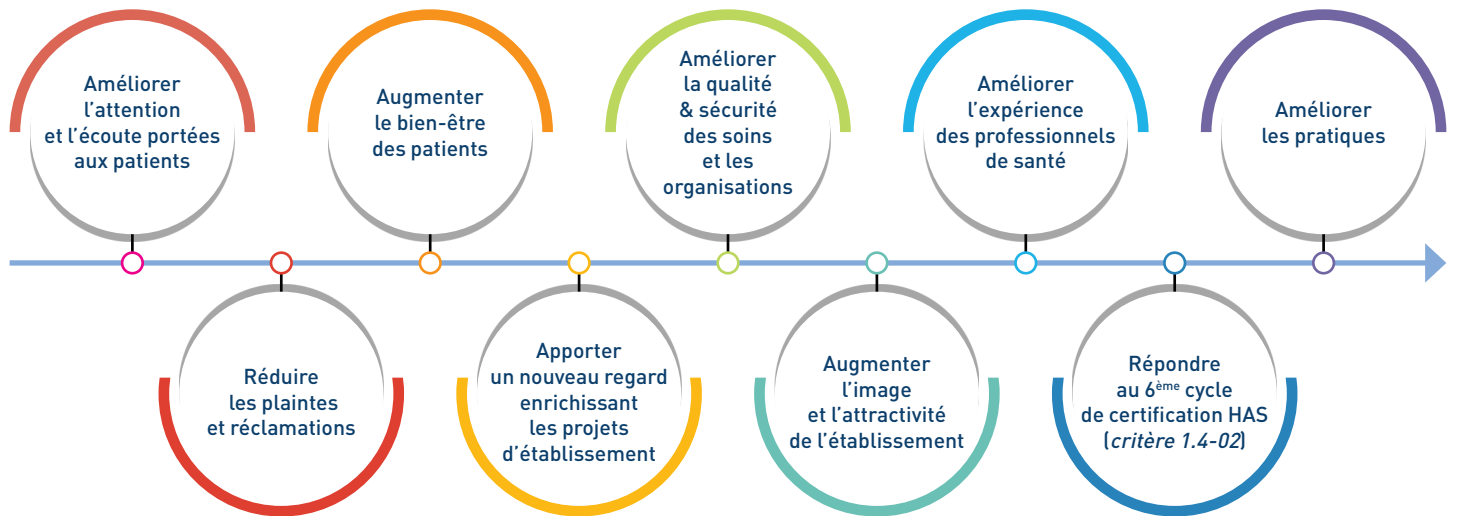 Améliorer
l’attention
et l’écoute portées
aux patients
Réduire
les plaintes
et réclamations
Augmenter
le bien-être
des patients
Apporter
un nouveau regard
enrichissant
les projets
d’établissement
Améliorer
la qualité
& sécurité
des soins
et les
organisations
Augmenter
l’image
et l’attractivité
de l’établissement
Améliorer
l’expérience
des professionnels
de santé
Répondre
au 6ème cycle
de certification HAS
(critère 1.4-02)
Améliorer
les pratiques